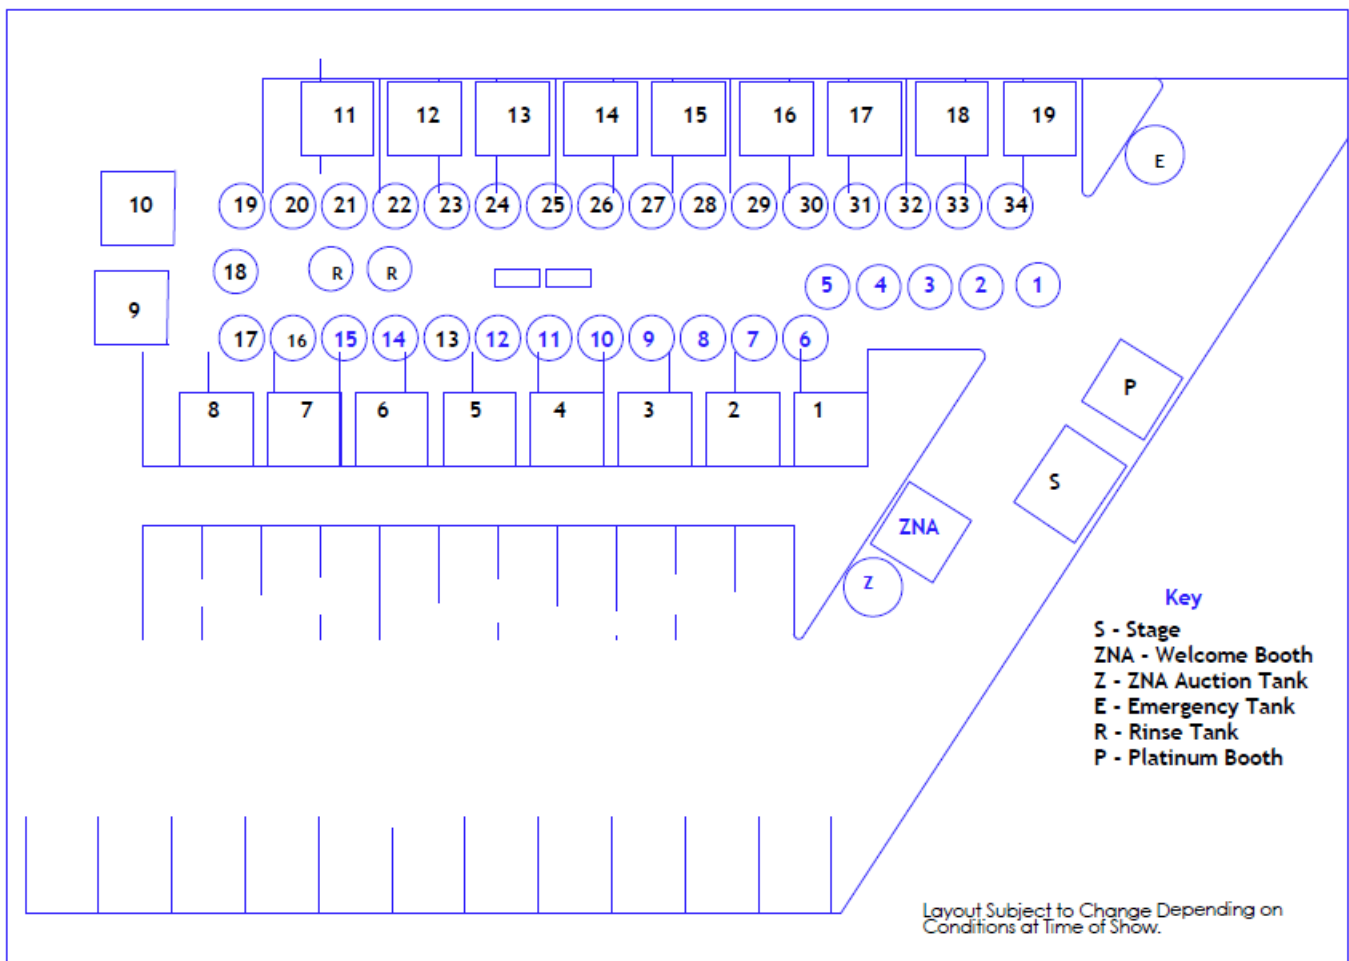 11 12 13 14 15 16 17 18 19
E
10
19 20 21 22 23 24 25 26 27 28 29 30 31 32 33 34
18 R R
5 4 3 2 1
9
17 16 15 14 13 12 11 10 9 8 7 6
P
8 7 6 5 4 3 2 1
S
ZNA
Z
Key
S - Stage
ZNA - Welcome Booth
Z - ZNA Auction Tank
E - Emergency Tank
R - Rinse Tank
P - Platinum Booth
Layout Subject to Change Depending on
Conditions at Time of Show.